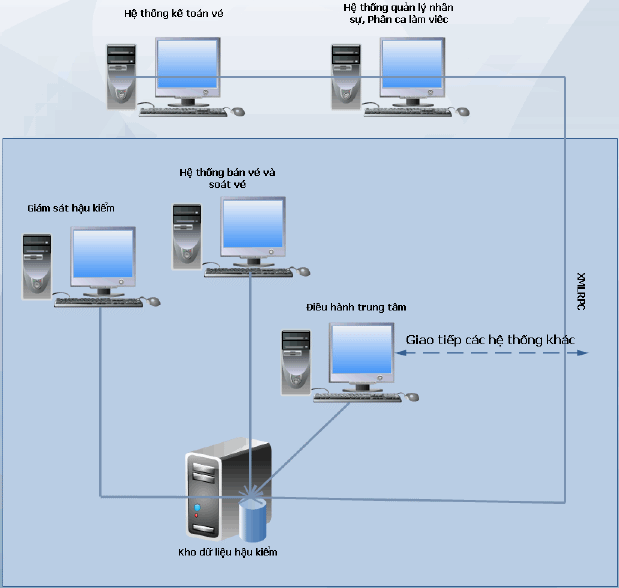 Hệ thống kế toán vé
Hệ thống quản lý nhân
sự, Phân ca làm viêc
Hệ thống bán vé và
soát vé
Giám sát hậu kiểm
XMLRPC
Điều hành trung tâm
Giao tiếp các hệ thống khác
Kho dữ liệu hậu kiểm